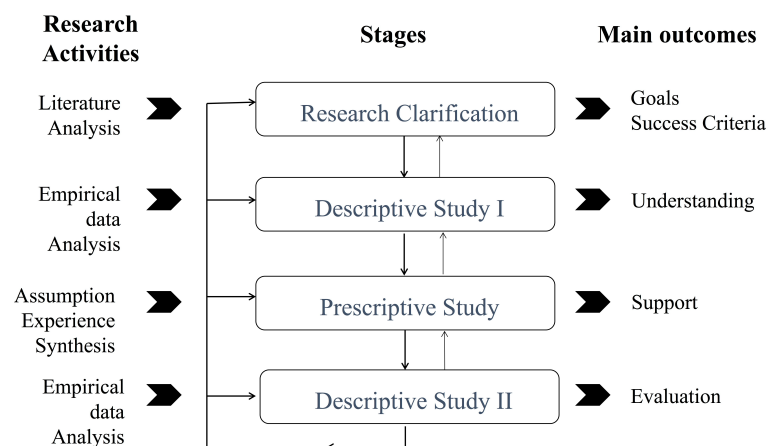 Research
Activities
Stages
Main outcomes
Literature
Analysis
Research Clarification
Goals
Success Criteria
Empirical
data
Analysis
Descriptive Study I
Understanding
Assumption
Experience
Synthesis
Prescriptive Study
Support
Empirical
data
Analysis
Descriptive Study II
Evaluation